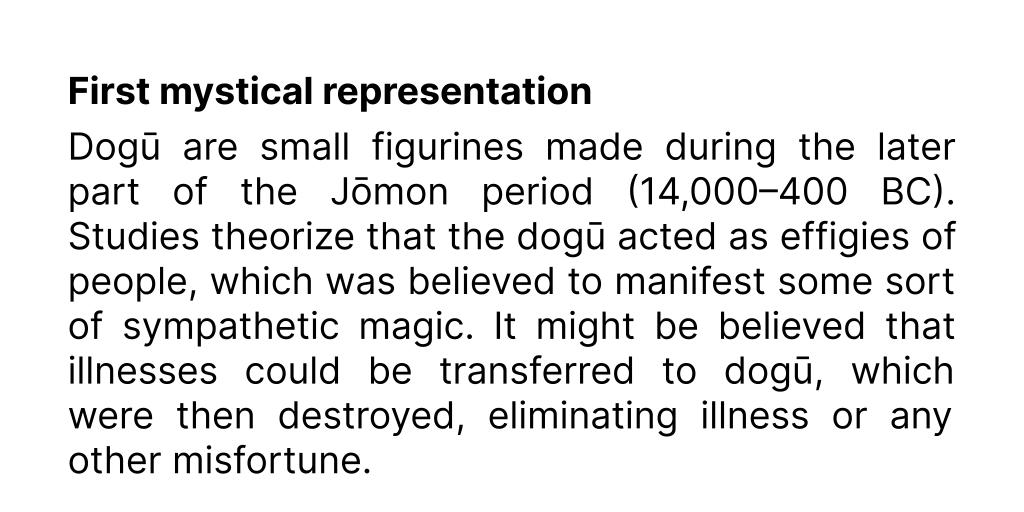 First mystical representation
Dogū are small figurines made during the later
part of the Jōmon period (14,000–400 BC).
Studies theorize that the dogū acted as effigies of
people, which was believed to manifest some sort
of sympathetic magic. It might be believed that
illnesses could be transferred to dogū, which
were then destroyed, eliminating illness or any
other misfortune.